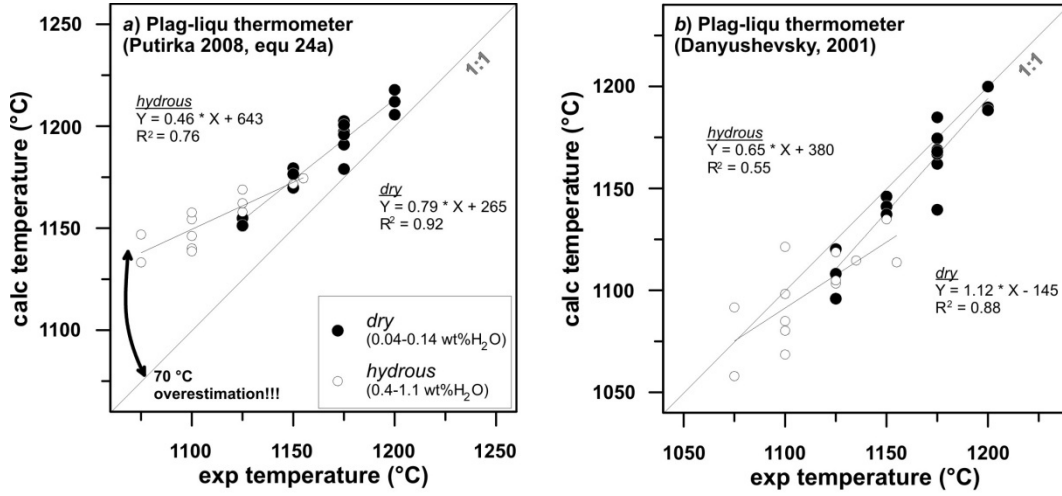 a) Plag-liqu thermometer
(Putirka 2008, equ 24a)
1:1
hydrous
Y = 0.46 * X + 643
R² = 0.76
dry
Y = 0.79 * X + 265
R² = 0.92
70 °C
overestimation!!!
dry
(0.04-0.14 wt%H₂O)
hydrous
(0.4-1.1 wt%H₂O)
calc temperature (°C)
1250
1200
1150
1100
1100
1150
1200
1250
exp temperature (°C)
b) Plag-liqu thermometer
(Danyushevsky, 2001)
1:1
hydrous
Y = 0.65 * X + 380
R² = 0.55
dry
Y = 1.12 * X - 145
R² = 0.88
calc temperature (°C)
1200
1150
1100
1050
1050
1100
1150
1200
exp temperature (°C)